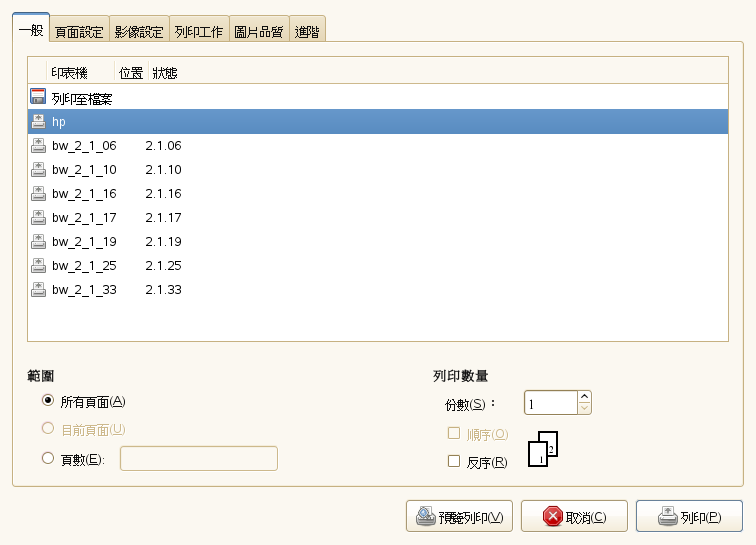 一般 頁面設定 影像設定 列印工作 圖片品質 進階
印表機 位置 狀態
列印至檔案
hp
bw_2_1_06 2.1.06
bw_2_1_10 2.1.10
bw_2_1_16 2.1.16
bw_2_1_17 2.1.17
bw_2_1_19 2.1.19
bw_2_1_25 2.1.25
bw_2_1_33 2.1.33
範圍
所有頁面(A)
目前頁面(U)
頁數(E):
列印數量
份數(S)： 1
順序(O)
反序(R)
1 2
預覽列印(V) 取消(C) 列印(P)